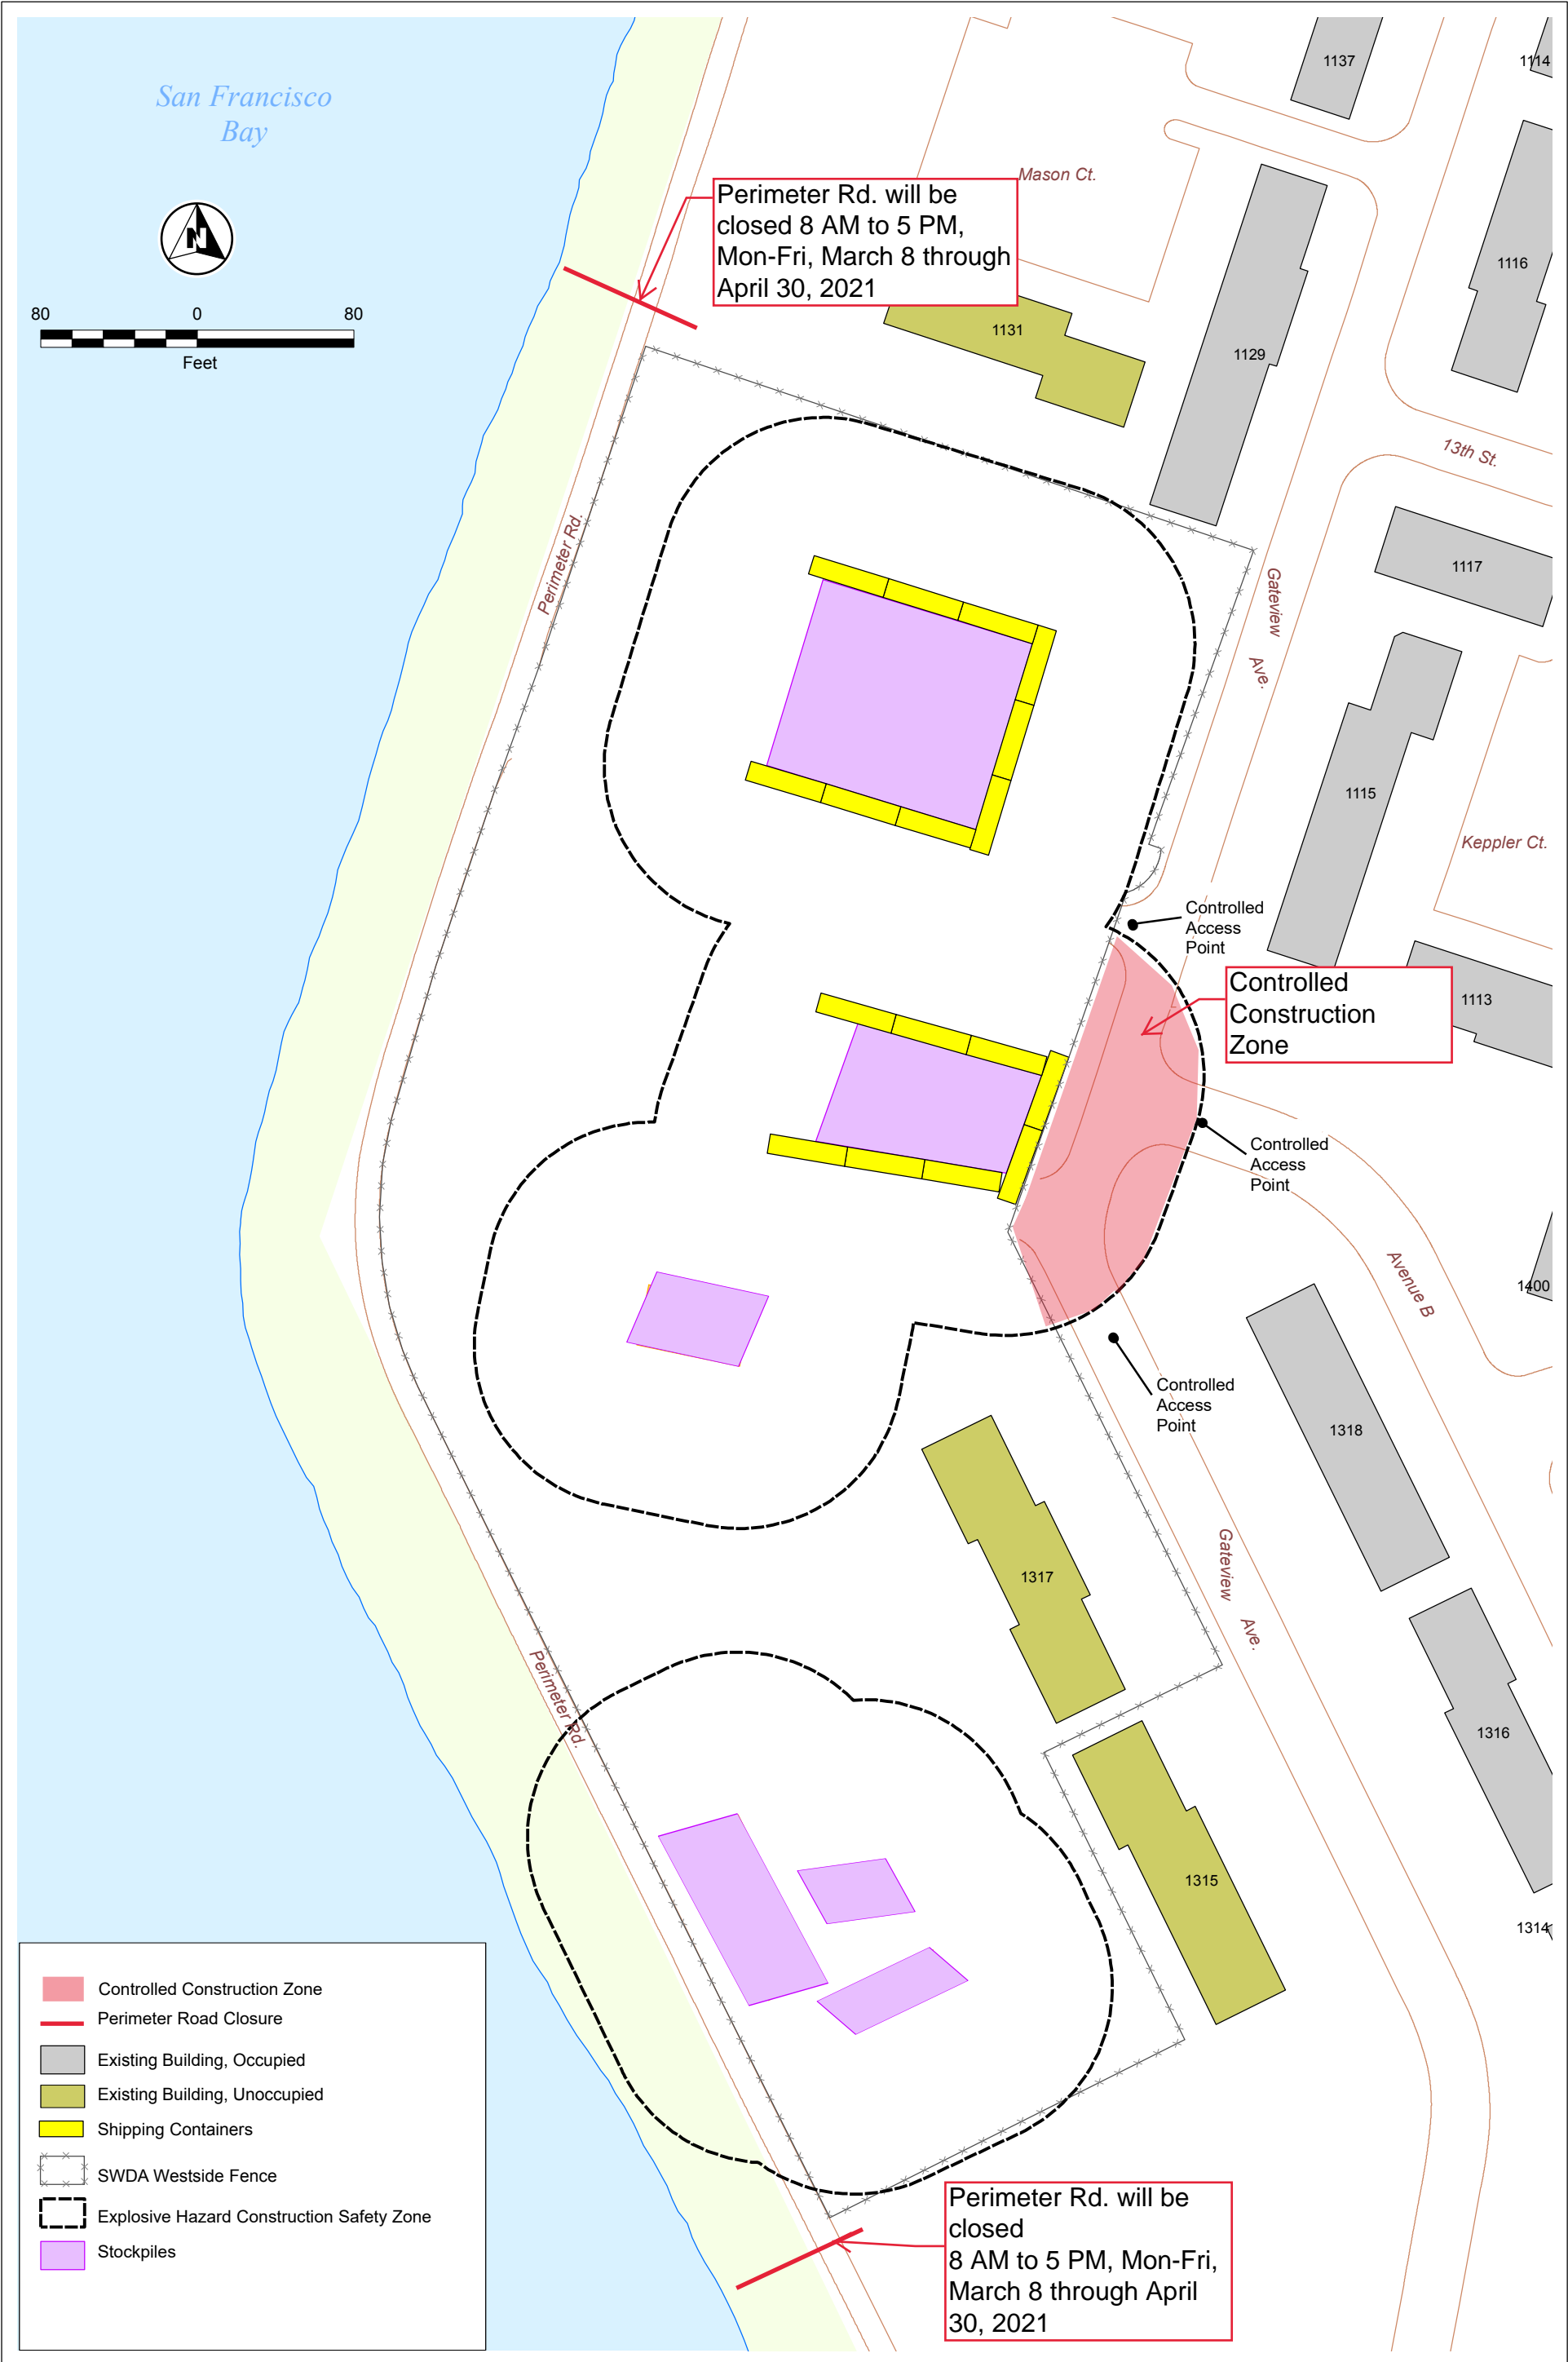 San Francisco
Bay
N
80 0 80
Feet
1137
1114
Mason Ct.
Perimeter Rd. will be
closed 8 AM to 5 PM,
Mon-Fri, March 8 through
April 30, 2021
1116
1131
1129
13th St.
Perimeter Rd.
Gateview
Ave.
1117
1115
Keppler Ct.
Controlled
Access
Point
Controlled
Construction
Zone
1113
Controlled
Access
Point
Avenue B
1400
Controlled
Access
Point
1318
1317
Gateview
Ave.
Perimeter Rd.
1316
1315
1314
Controlled Construction Zone
Perimeter Road Closure
Existing Building, Occupied
Existing Building, Unoccupied
Shipping Containers
SWDA Westside Fence
Explosive Hazard Construction Safety Zone
Stockpiles
Perimeter Rd. will be
closed
8 AM to 5 PM, Mon-Fri,
March 8 through April
30, 2021